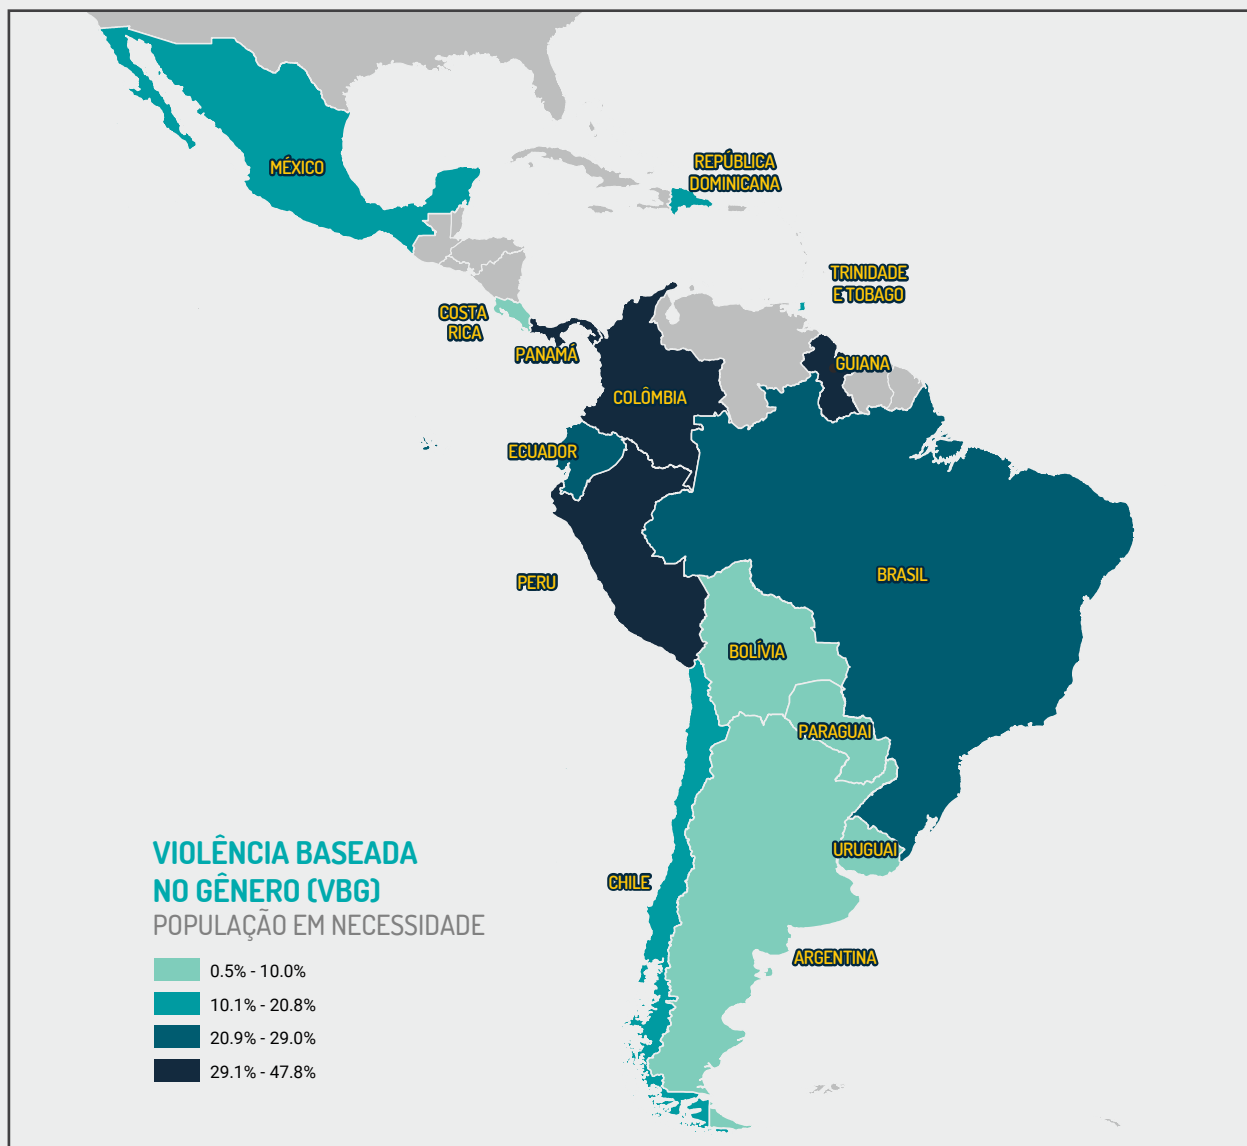 MÉXICO
REPÚBLICA
DOMINICANA
TRINIDADE
E TOBAGO
COSTA
RICA
PANAMÁ
GUIANA
COLÔMBIA
ECUADOR
BRASIL
PERU
BOLÍVIA
PARAGUAI
URUGUAI
CHILE
ARGENTINA
VIOLÊNCIA BASEADA
NO GÊNERO (VBG)
POPULAÇÃO EM NECESSIDADE
0.5% - 10.0%
10.1% - 20.8%
20.9% - 29.0%
29.1% - 47.8%